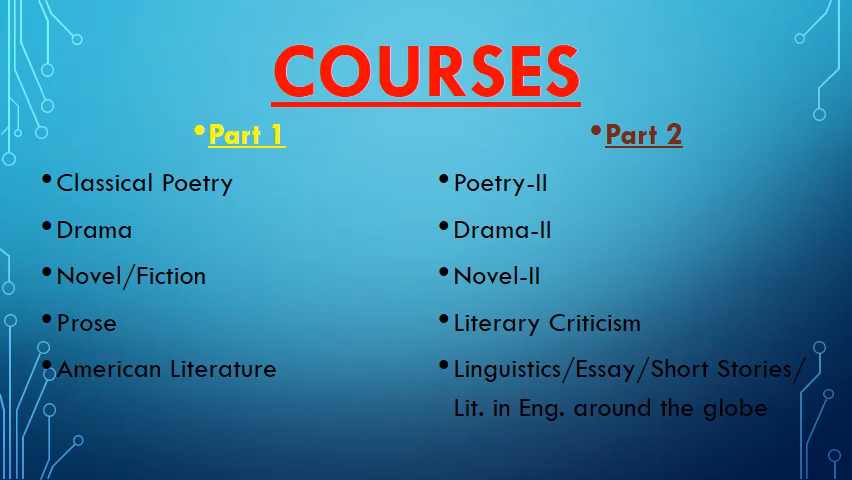 COURSES
•Part 1
•Classical Poetry
•Drama
•Novel/Fiction
•Prose
•American Literature
•Part 2
•Poetry-II
•Drama-II
•Novel-II
•Literary Criticism
•Linguistics/Essay/Short Stories/
Lit. in Eng. around the globe